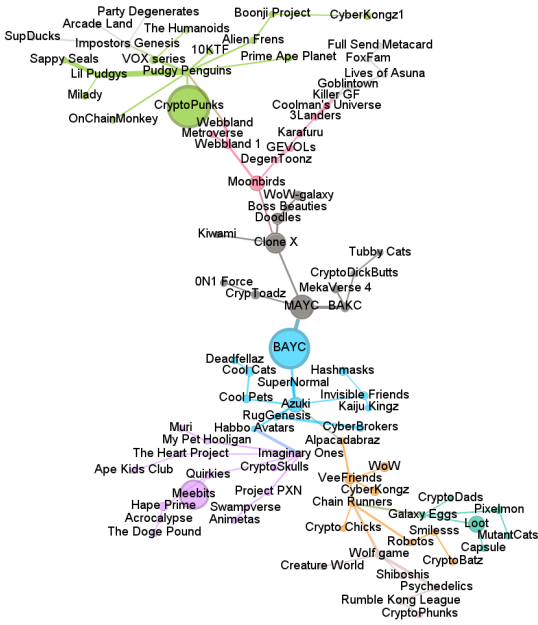 Party Degenerates
Boonji Project
CyberKongz1
Arcade Land
The Humanoids
SupDucks
Impostors Genesis
Alien Frens
Full Send Metacard
10KTF
Sappy Seals
VOX series
Prime Ape Planet
FoxFam
Lil Pudgys
Pudgy Penguins
Lives of Asuna
Goblintown
Milady
Killer GF
CryptoPunks
Coolman's Universe
OnChainMonkey
3Landers
Webbland
Metroverse
Karafuru
Webbland 1
GEVOLs
DegenToonz
Moonbirds
WoW-galaxy
Boss Beauties
Doodles
Kiwami
Clone X
Tubby Cats
CryptoDickButts
0N1 Force
MekaVerse 4
CrypToadz
MAYC
BAKC
BAYC
Deadfellaz
Cool Cats
Hashmasks
SuperNormal
Cool Pets
Invisible Friends
Azuki
Kaiju Kingz
RugGenesis
Muri
Habbo Avatars
CyberBrokers
My Pet Hooligan
Alpacadabraz
The Heart Project
Imaginary Ones
Ape Kids Club
CryptoSkulls
WoW
Quirkies
VeeFriends
Meebits
Project PXN
CyberKongz
Hape Prime
Swampverse
Chain Runners
CryptoDads
Acrocalypse
Animetas
Galaxy Eggs
Pixelmon
The Doge Pound
Crypto Chicks
Loot
Smilesss
MutantCats
Robotos
Capsule
Wolf game
CryptoBatz
Creature World
Shiboshis
Psychedelics
Rumble Kong League
CryptoPhunks